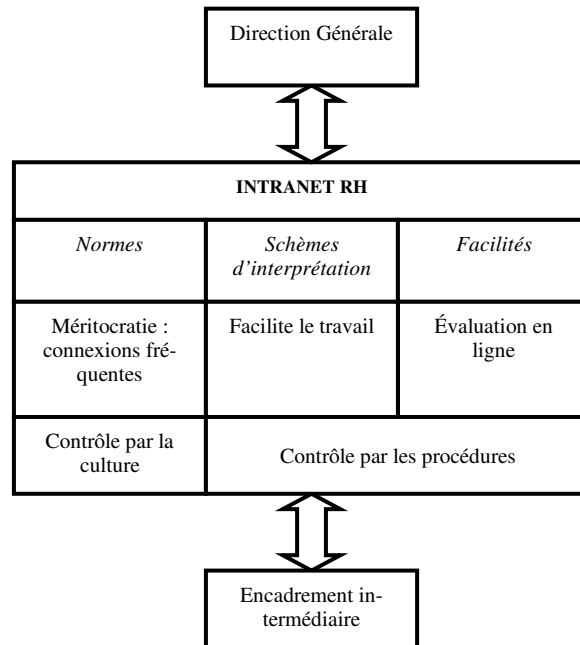 Direction Générale
INTRANET RH
Normes
Schèmes
d'interprétation
Facilités
Méritocratie :
connexions fré-
quentes
Facilite le travail
Évaluation en
ligne
Contrôle par la
culture
Contrôle par les procédures
Encadrement in-
termédiaire